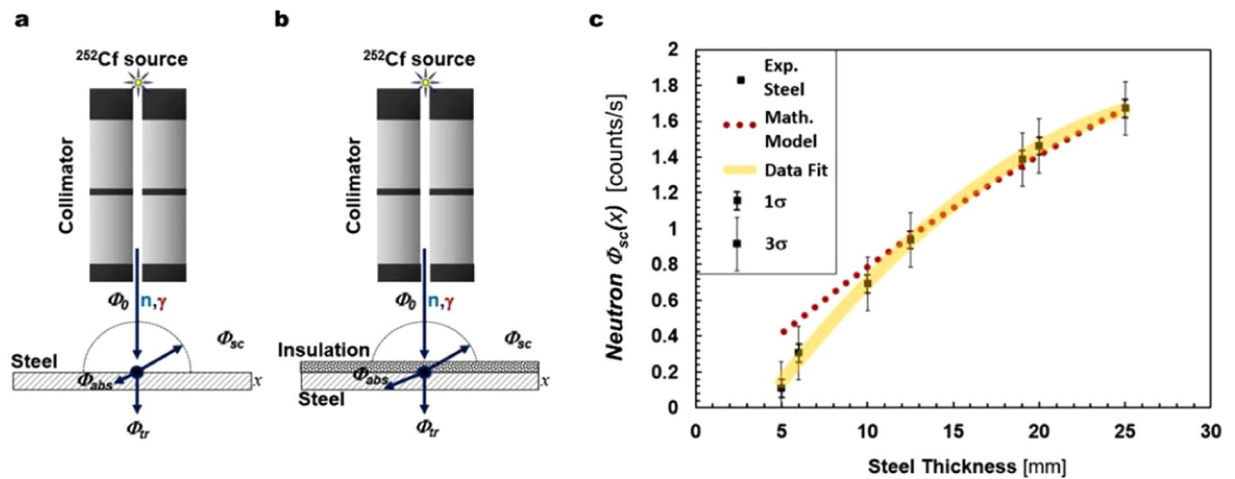 a
²⁵²Cf source
Collimator
Φ₀ n,γ
Φsc
Steel
Φabs
x
Φtr
b
²⁵²Cf source
Collimator
Φ₀ n,γ
Φsc
Insulation
Φabs
x
Steel
Φtr
c
Neutron Φsc(x) [counts/s]
2
1.8
1.6
1.4
1.2
1
0.8
0.6
0.4
0.2
0
Exp.
Steel
Math.
Model
Data Fit
1σ
3σ
0 5 10 15 20 25 30
Steel Thickness [mm]